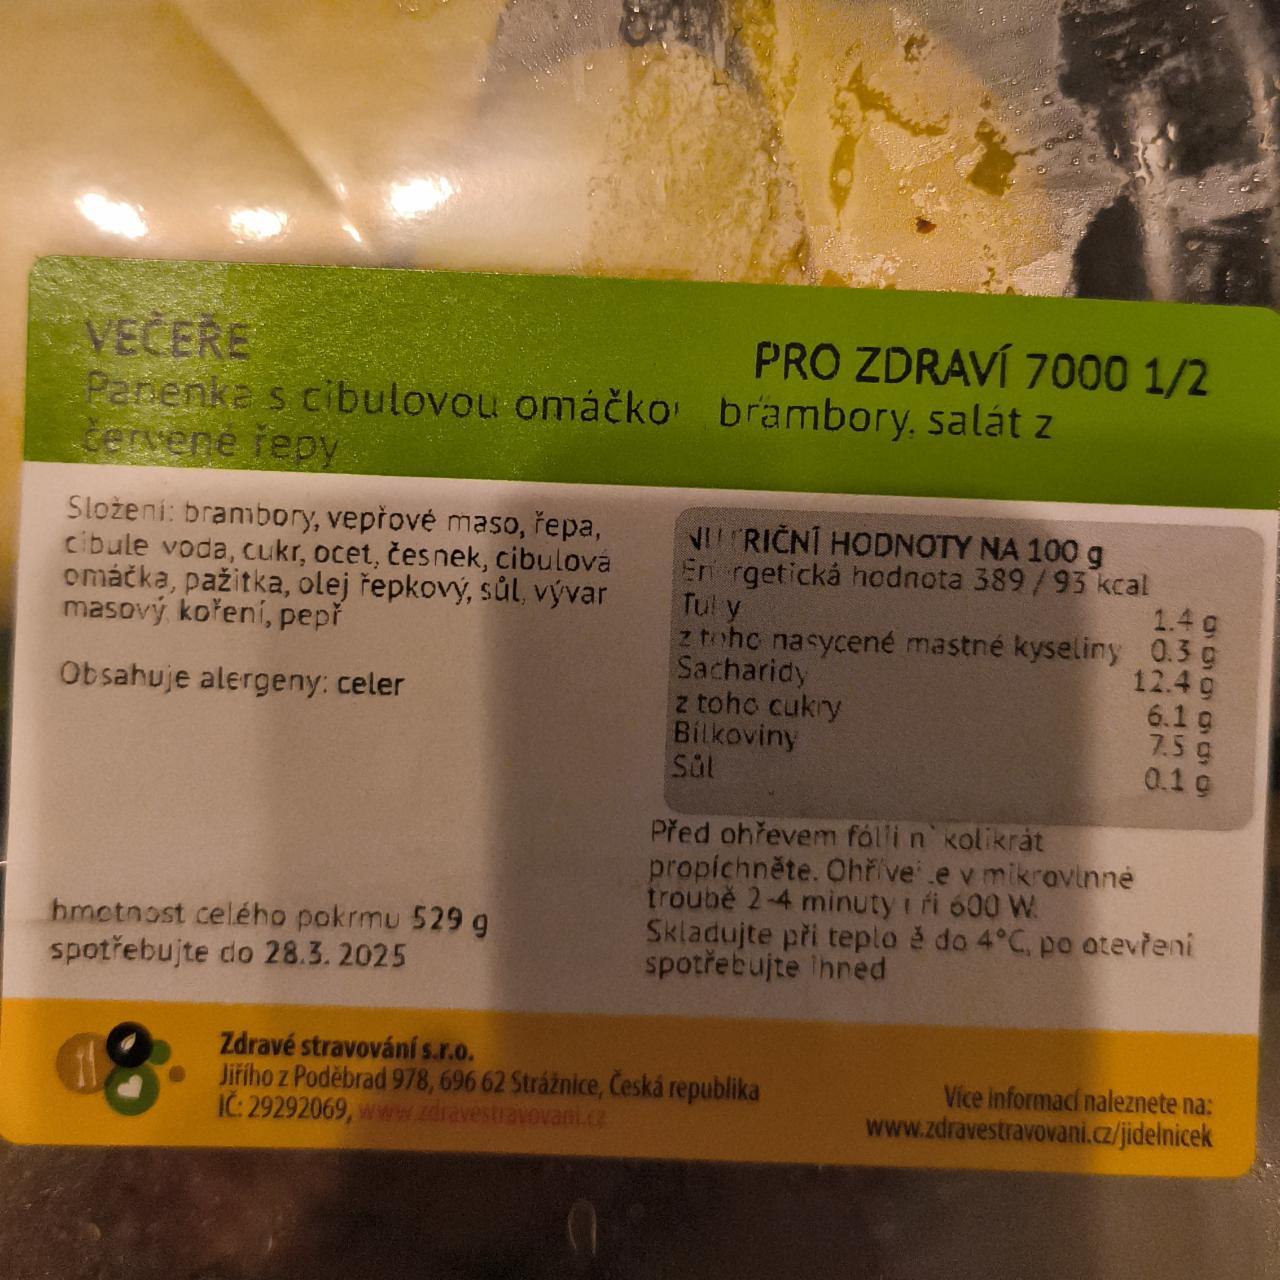 VEČEŘE
PRO ZDRAVÍ 7000 1/2
Panenka s cibulovou omáčko brambory, salát z
červené řepy
Složení: brambory, vepřové maso, řepa,
cibule voda, cukr, ocet, česnek, cibulová
omáčka, pažitka, olej řepkový, sůl, vývar
masový, koření, pepř
Obsahuje alergeny: celer
hmotnost celého pokrmu 529 g
spotřebujte do 28.3. 2025
NUTRIČNÍ HODNOTY NA 100 g
Energetická hodnota 389 / 93 kcal
Tuky 1.4 g
z toho nasycené mastné kyseliny 0.3 g
Sacharidy 12.4 g
z toho cukry 6.1 g
Bílkoviny 7.5 g
Sůl 0.1 g
Před ohřevem fólii několikrát
propíchněte. Ohřívejte v mikrovlnné
troubě 2-4 minuty při 600 W.
Skladujte při teplotě do 4°C, po otevření
spotřebujte ihned
Zdravé stravování s.r.o.
Jiřího z Poděbrad 978, 696 62 Strážnice, Česká republika
IČ: 29292069, www.zdravestravovani.cz
Více informací naleznete na:
www.zdravestravovani.cz/jidelnicek